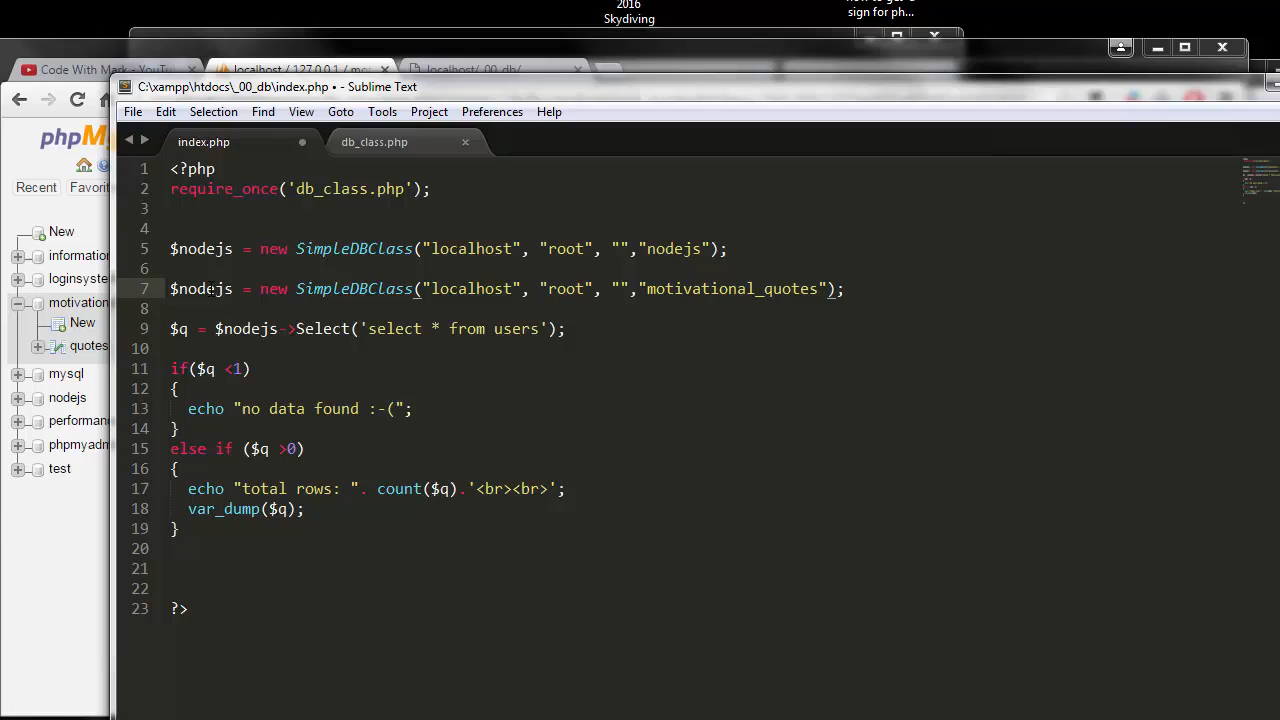 2016
Skydiving
sign for ph...
Code With Mark - YouTu
localhost / 127.0.0.1 / mo
localhost/_00_db/
C:\xampp\htdocs\_00_db\index.php • - Sublime Text
File Edit Selection Find View Goto Tools Project Preferences Help
index.php
db_class.php
phpM
Recent
Favorit
New
information
loginsystem
motivation
New
quotes
mysql
nodejs
performanc
phpmyadm
test
1 <?php
2 require_once('db_class.php');
3
4
5 $nodejs = new SimpleDBClass("localhost", "root", "","nodejs");
6
7 $nodejs = new SimpleDBClass("localhost", "root", "","motivational_quotes");
8
9 $q = $nodejs->Select('select * from users');
10
11 if($q <1)
12 {
13 echo "no data found :-(";
14 }
15 else if ($q >0)
16 {
17 echo "total rows: ". count($q).'<br><br>';
18 var_dump($q);
19 }
20
21
22
23 ?>